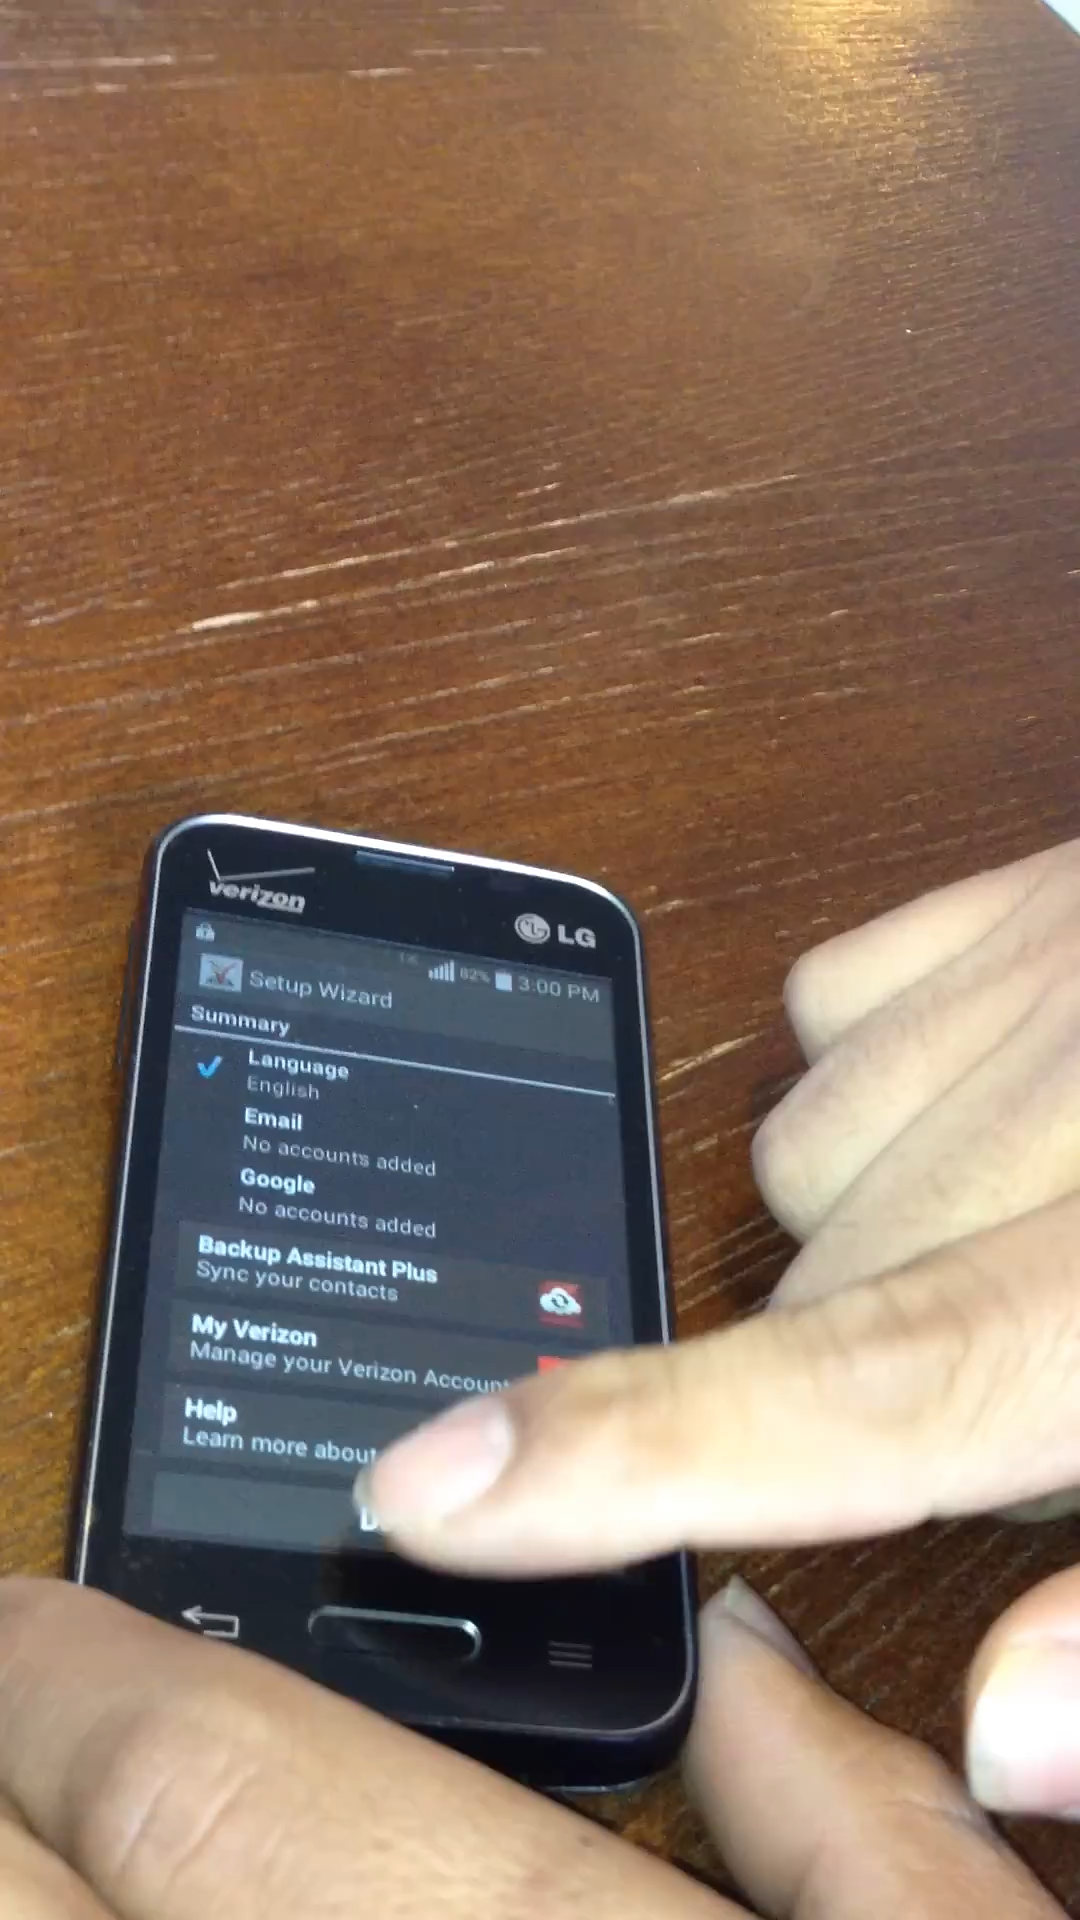 verizon
LG
82% 3:00 PM
Setup Wizard
Summary
Language
English
Email
No accounts added
Google
No accounts added
Backup Assistant Plus
Sync your contacts
My Verizon
Manage your Verizon Account
Help
Learn more about